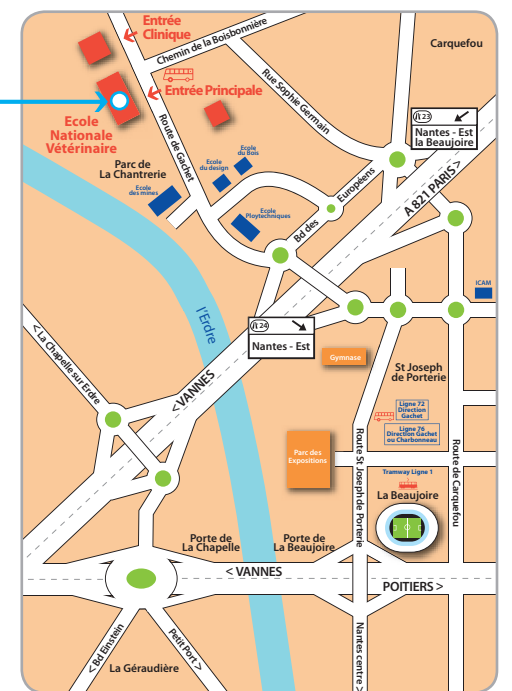 Entrée
Clinique
Chemin de la Boisbonnière
Carquefou
Rue Sophie Germain
Entrée Principale
Ecole
Nationale
Vétérinaire
Route de Gachet
23
Nantes - Est
la Beaujoire
Parc de
La Chantrerie
Ecole
du Bois
Ecole
du design
Ecole
des mines
Ecole
Ploytechniques
Bd des
Européens
A 821 PARIS >
ICAM
l'Erdre
24
Nantes - Est
< La Chapelle sur Erdre
< VANNES
Gymnase
St Joseph
de Porterie
Ligne 72
Direction
Gachet
Ligne 76
Direction Gachet
ou Charbonneau
Parc des
Expositions
Route St Joseph de Porterie
Route de Carquefou
Tramway Ligne 1
La Beaujoire
Porte de
La Chapelle
Porte de
La Beaujoire
< VANNES
POITIERS >
< Bd Einstein
Petit Port >
La Géraudière
Nantes centre >